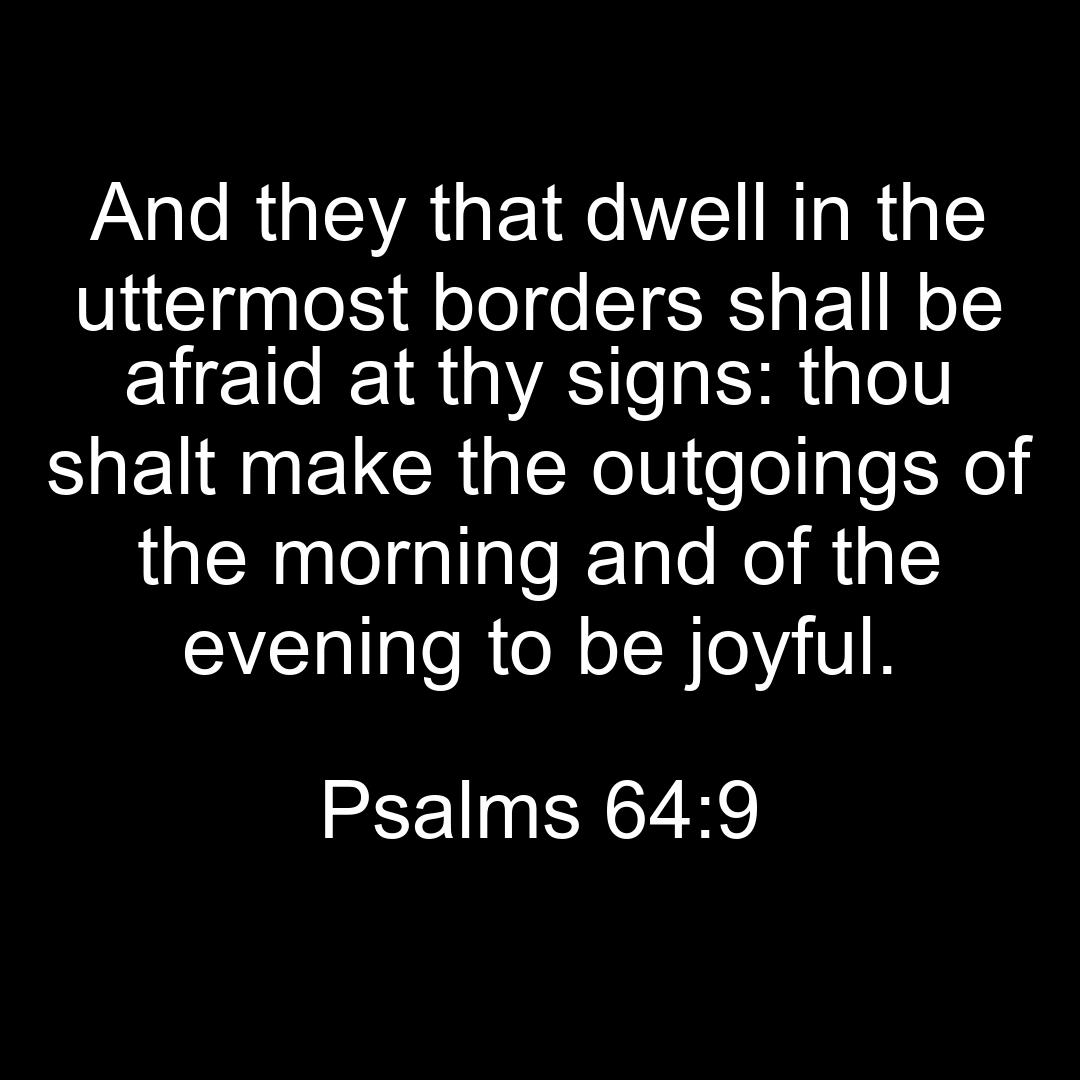 And they that dwell in the
uttermost borders shall be
afraid at thy signs: thou
shalt make the outgoings of
the morning and of the
evening to be joyful.
Psalms 64:9